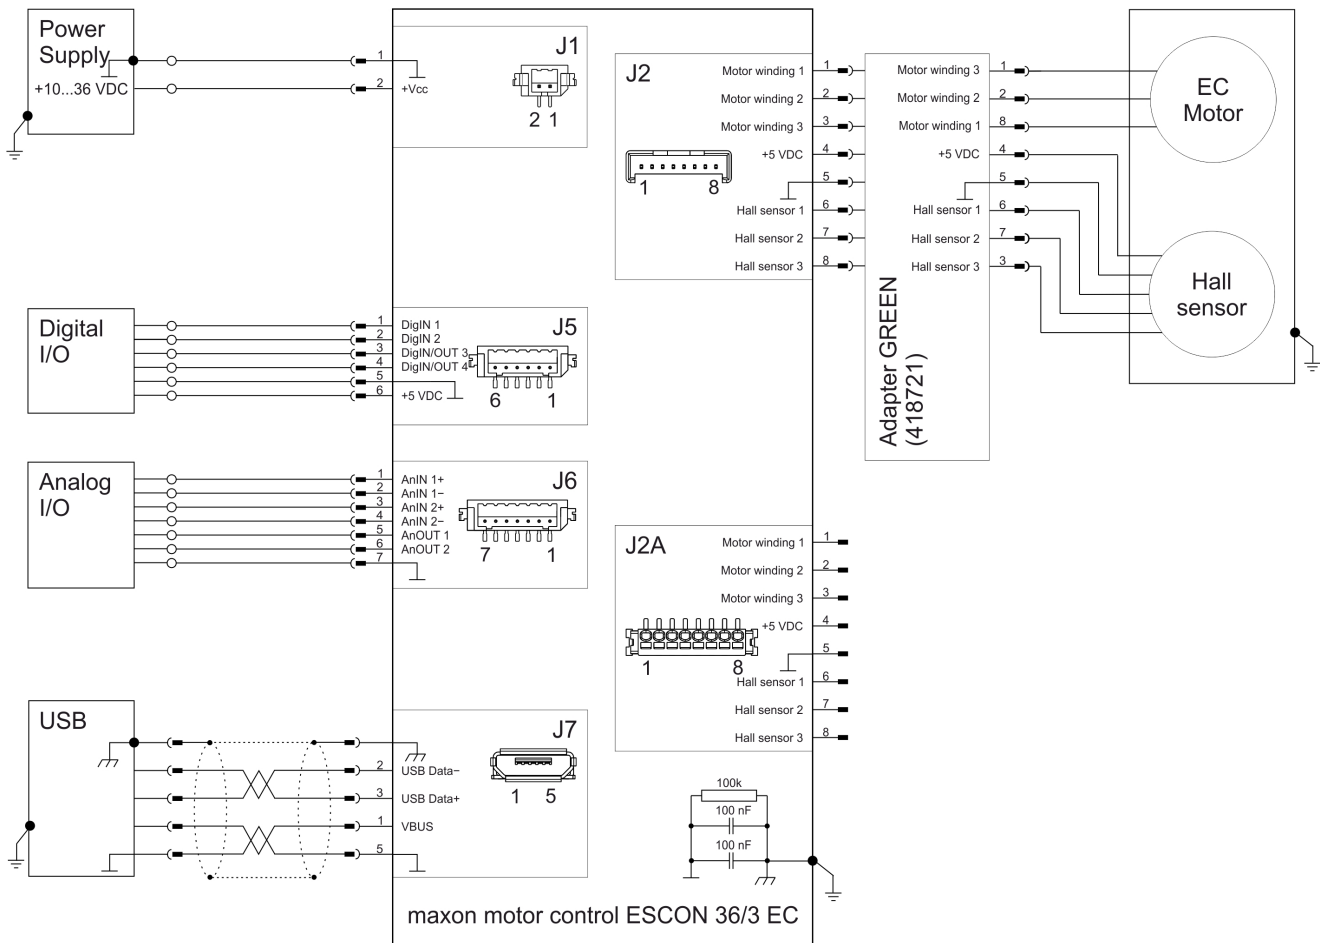 Power
Supply
+10...36 VDC
1
2
+Vcc
J1
2 1
J2
1 8
Motor winding 1 1
Motor winding 2 2
Motor winding 3 3
+5 VDC 4
5
Hall sensor 1 6
Hall sensor 2 7
Hall sensor 3 8
Adapter GREEN
(418721)
Motor winding 3 1
Motor winding 2 2
Motor winding 1 8
+5 VDC 4
5
Hall sensor 1 6
Hall sensor 2 7
Hall sensor 3 3
EC
Motor
Hall
sensor
Digital
I/O
1 DigIN 1
2 DigIN 2
3 DigIN/OUT 3
4 DigIN/OUT 4
5
6 +5 VDC
J5
6 1
Analog
I/O
1 AnIN 1+
2 AnIN 1−
3 AnIN 2+
4 AnIN 2−
5 AnOUT 1
6 AnOUT 2
7
J6
7 1
J2A
1 8
Motor winding 1 1
Motor winding 2 2
Motor winding 3 3
+5 VDC 4
5
Hall sensor 1 6
Hall sensor 2 7
Hall sensor 3 8
USB
2 USB Data−
3 USB Data+
1 VBUS
5
J7
1 5
100k
100 nF
100 nF
maxon motor control ESCON 36/3 EC